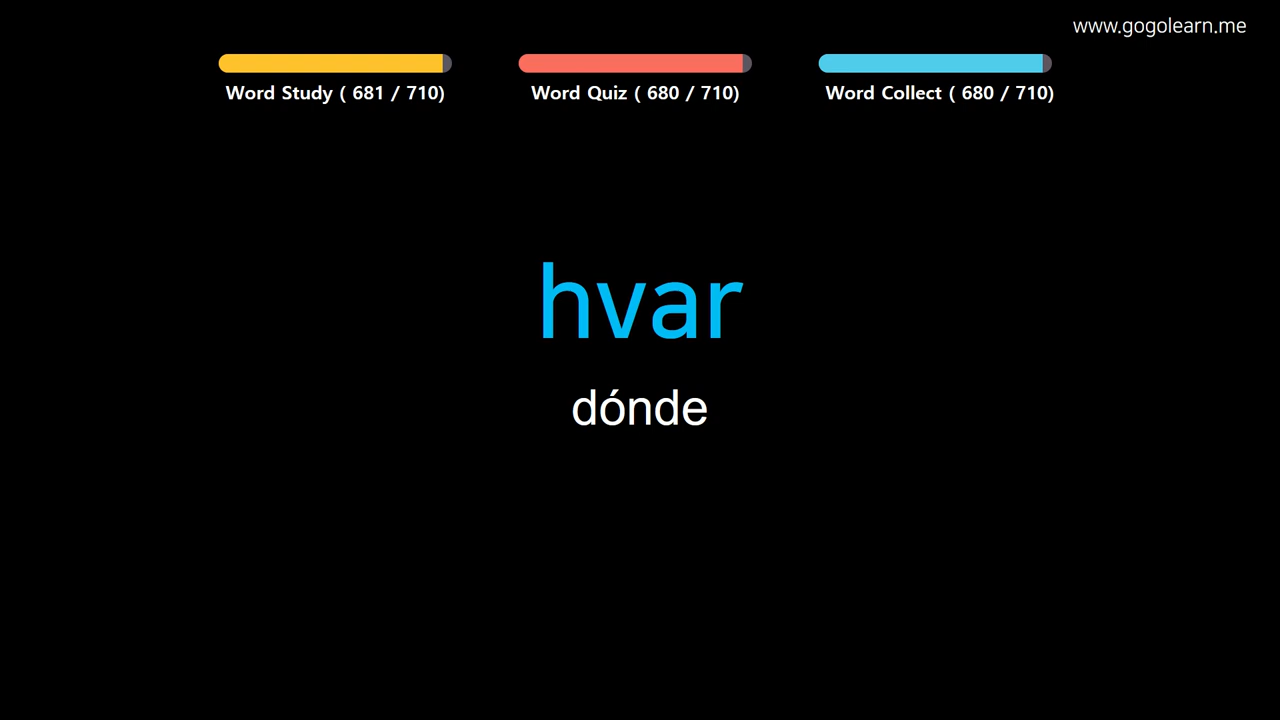 www.gogolearn.me
Word Study ( 681 / 710)
Word Quiz ( 680 / 710)
Word Collect ( 680 / 710)
hvar
dónde